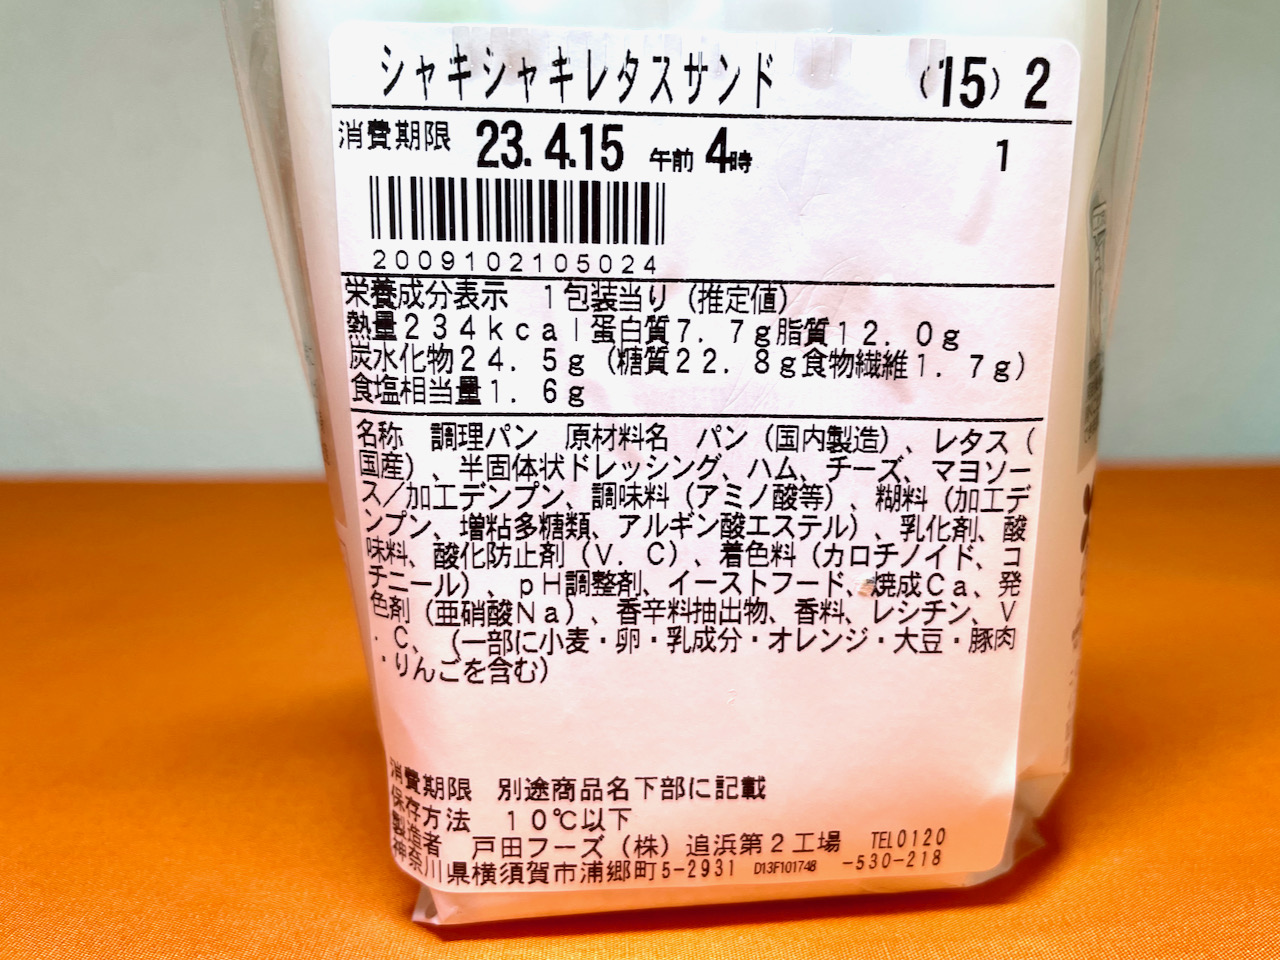 シャキシャキレタスサンド （15）2
消費期限 23.4.15 午前 4時 1
2009102105024
栄養成分表示 1包装当り（推定値）
熱量234kcal蛋白質7.7g脂質12.0g
炭水化物24.5g（糖質22.8g食物繊維1.7g）
食塩相当量1.6g
名称 調理パン 原材料名 パン（国内製造）、レタス（
国産）、半固体状ドレッシング、ハム、チーズ、マヨソー
ス／加工デンプン、調味料（アミノ酸等）、糊料（加工デ
ンプン、増粘多糖類、アルギン酸エステル）、乳化剤、酸
味料、酸化防止剤（V.C）、着色料（カロチノイド、コ
チニール）、pH調整剤、イーストフード、焼成Ca、発
色剤（亜硝酸Na）、香辛料抽出物、香料、レシチン、V
.C、（一部に小麦・卵・乳成分・オレンジ・大豆・豚肉
・りんごを含む）
消費期限 別途商品名下部に記載
保存方法 10℃以下
製造者 戸田フーズ（株）追浜第2工場 TEL0120
神奈川県横須賀市浦郷町5-2931 D13F101748 -530-218